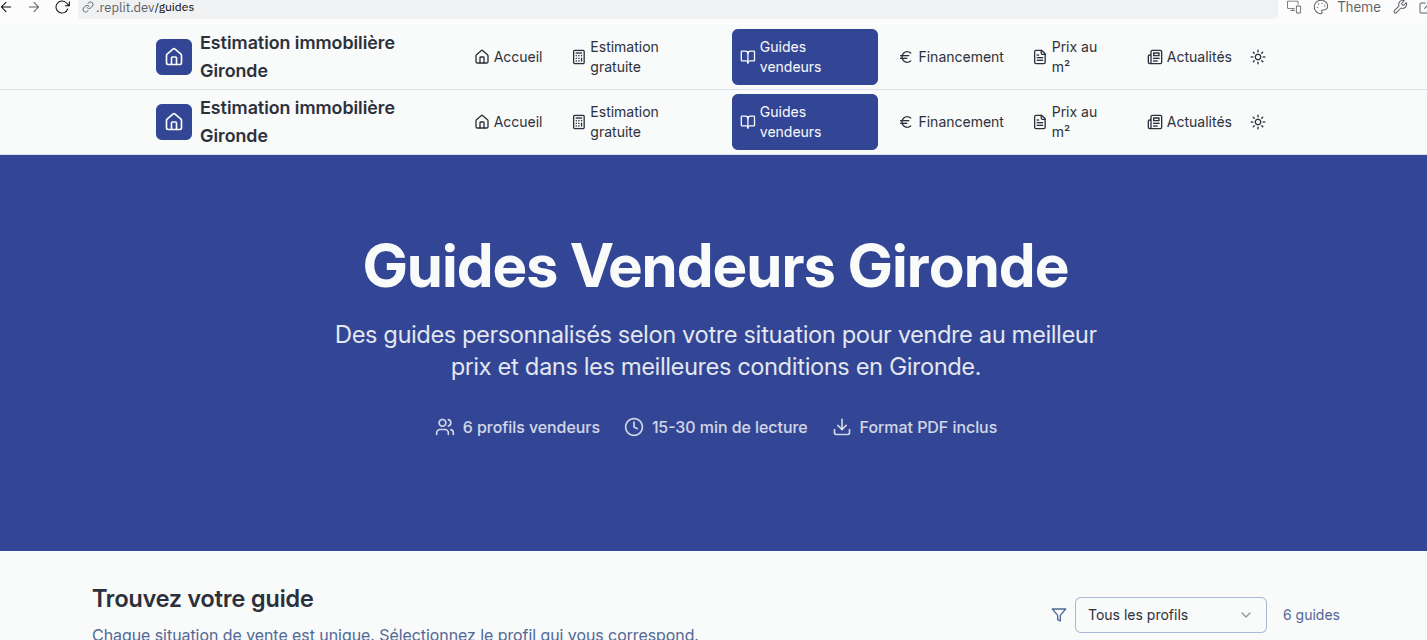 .replit.dev/guides
Theme
Estimation immobilière
Gironde
Accueil
Estimation
gratuite
Guides
vendeurs
Financement
Prix au
m²
Actualités
Estimation immobilière
Gironde
Accueil
Estimation
gratuite
Guides
vendeurs
Financement
Prix au
m²
Actualités
Guides Vendeurs Gironde
Des guides personnalisés selon votre situation pour vendre au meilleur
prix et dans les meilleures conditions en Gironde.
6 profils vendeurs
15-30 min de lecture
Format PDF inclus
Trouvez votre guide
Tous les profils
6 guides
Chaque situation de vente est unique. Sélectionnez le profil qui vous correspond.